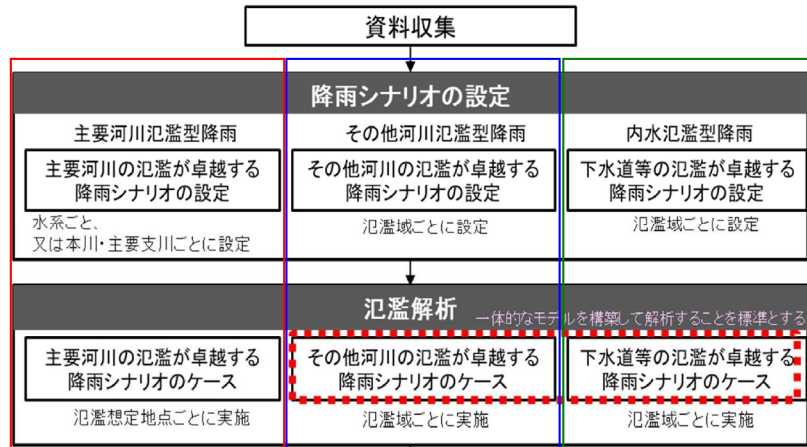 資料収集
降雨シナリオの設定
主要河川氾濫型降雨
主要河川の氾濫が卓越する
降雨シナリオの設定
水系ごと、
又は本川・主要支川ごとに設定
その他河川氾濫型降雨
その他河川の氾濫が卓越する
降雨シナリオの設定
氾濫域ごとに設定
内水氾濫型降雨
下水道等の氾濫が卓越する
降雨シナリオの設定
氾濫域ごとに設定
氾濫解析
一体的なモデルを構築して解析することを標準とする
主要河川の氾濫が卓越する
降雨シナリオのケース
氾濫想定地点ごとに実施
その他河川の氾濫が卓越する
降雨シナリオのケース
氾濫域ごとに実施
下水道等の氾濫が卓越する
降雨シナリオのケース
氾濫域ごとに実施